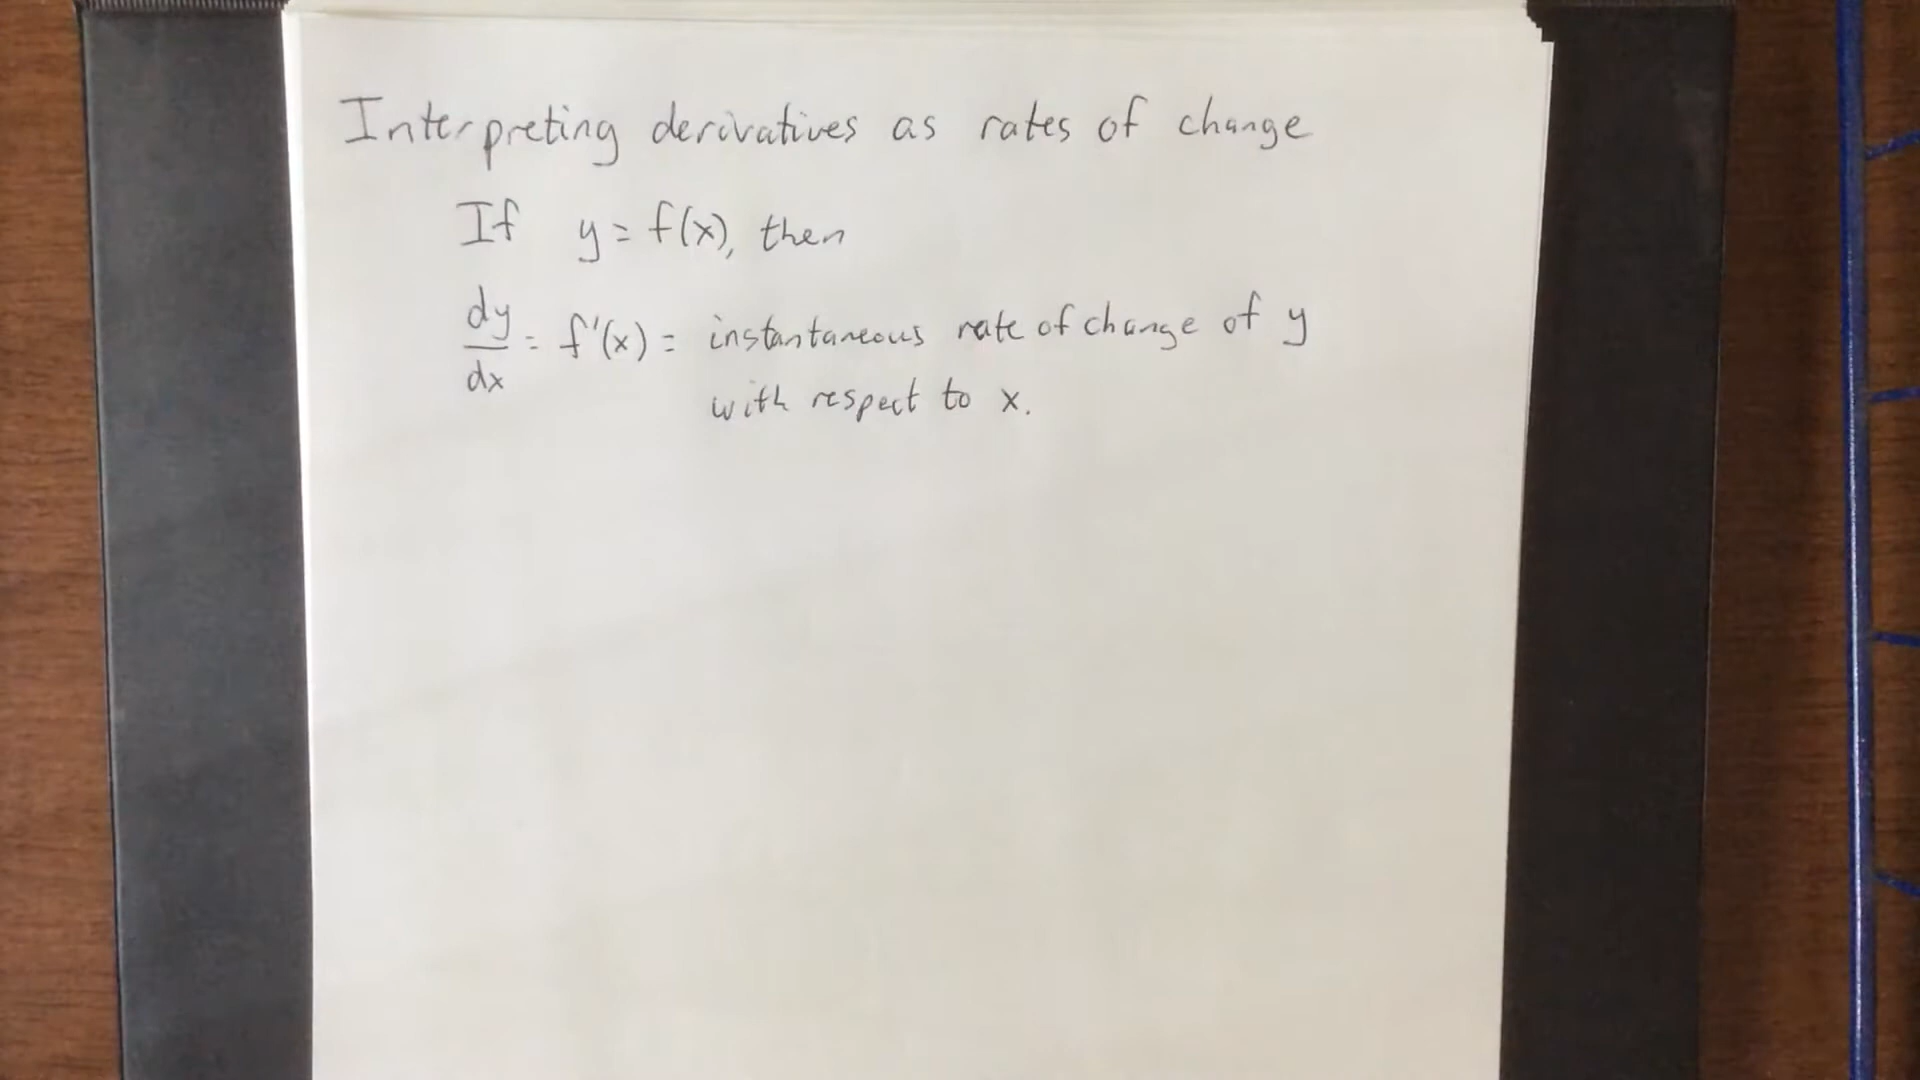 Interpreting derivatives as rates of change
If y = f(x), then
dy/dx = f'(x) = instantaneous rate of change of y
with respect to x.